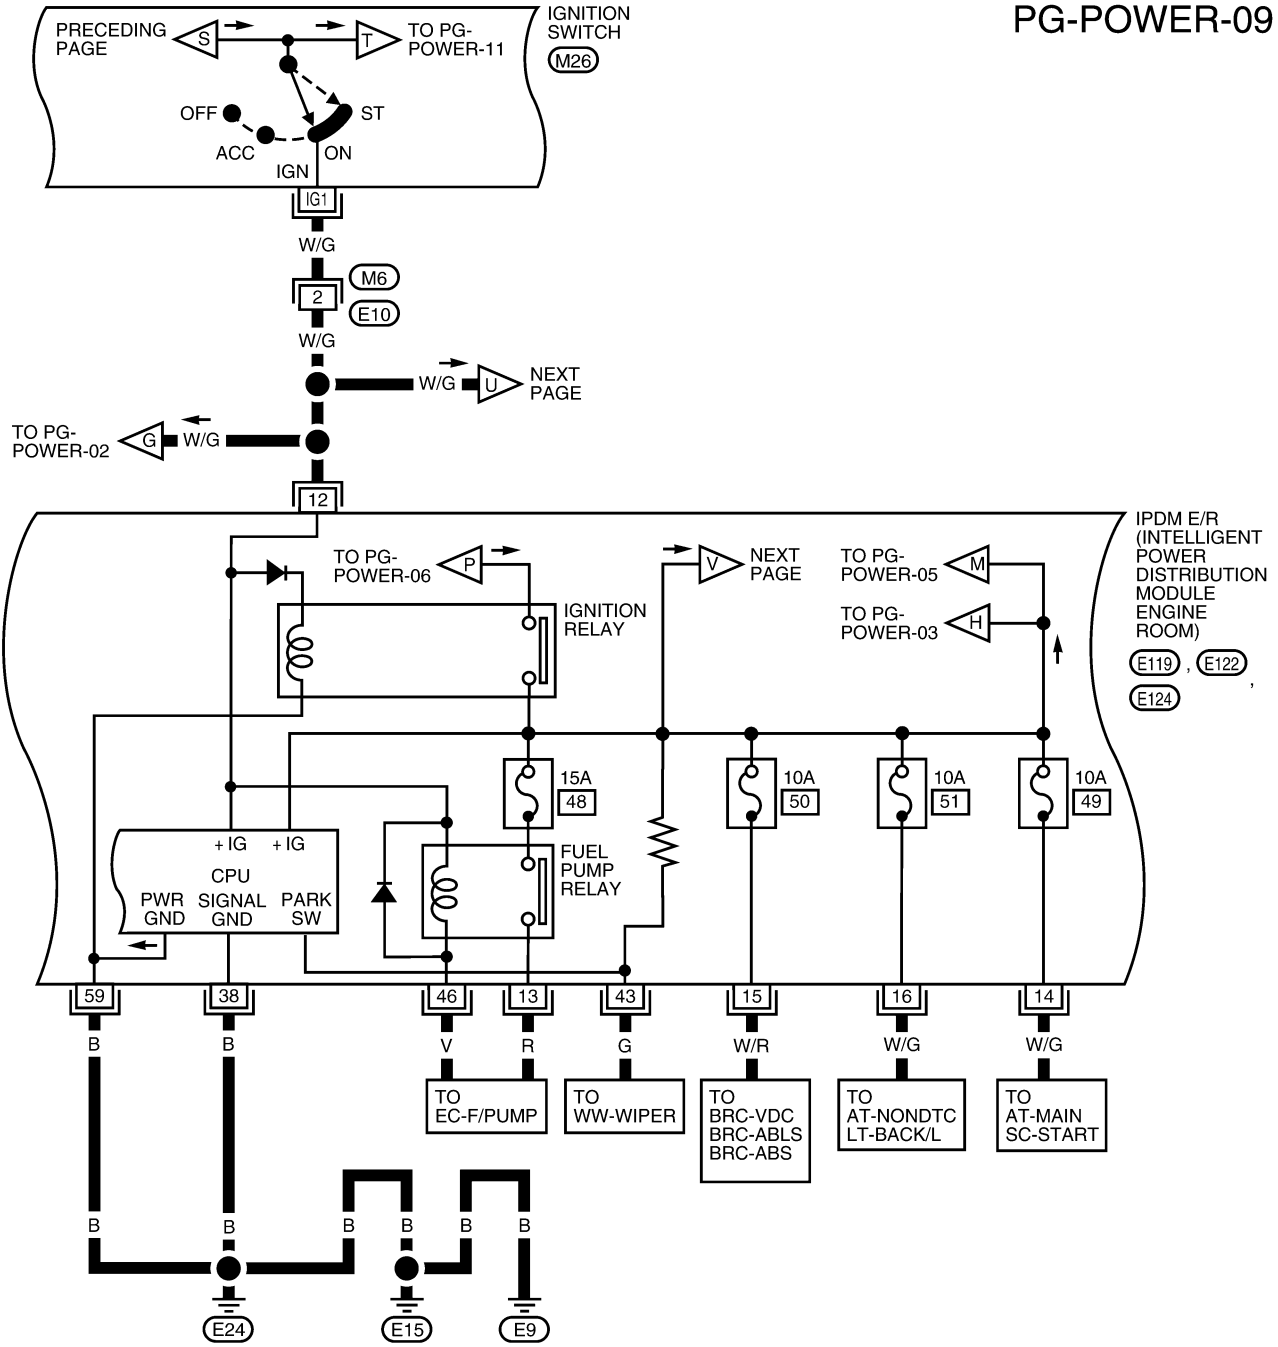 PG-POWER-09
PRECEDING
PAGE
S
T
TO PG-
POWER-11
IGNITION
SWITCH
M26
OFF
ACC
ST
ON
IGN
IG1
W/G
M6
2
E10
W/G
W/G
U
NEXT
PAGE
TO PG-
POWER-02
G
W/G
12
IPDM E/R
(INTELLIGENT
POWER
DISTRIBUTION
MODULE
ENGINE
ROOM)
E119 , E122 ,
E124
TO PG-
POWER-06
P
V
NEXT
PAGE
TO PG-
POWER-05
M
TO PG-
POWER-03
H
IGNITION
RELAY
15A
48
10A
50
10A
51
10A
49
+ IG
+ IG
CPU
PWR
GND
SIGNAL
GND
PARK
SW
FUEL
PUMP
RELAY
59
38
46
13
43
15
16
14
B
B
V
R
G
W/R
W/G
W/G
TO
EC-F/PUMP
TO
WW-WIPER
TO
BRC-VDC
BRC-ABLS
BRC-ABS
TO
AT-NONDTC
LT-BACK/L
TO
AT-MAIN
SC-START
B
B
B
B
B
B
E24
E15
E9